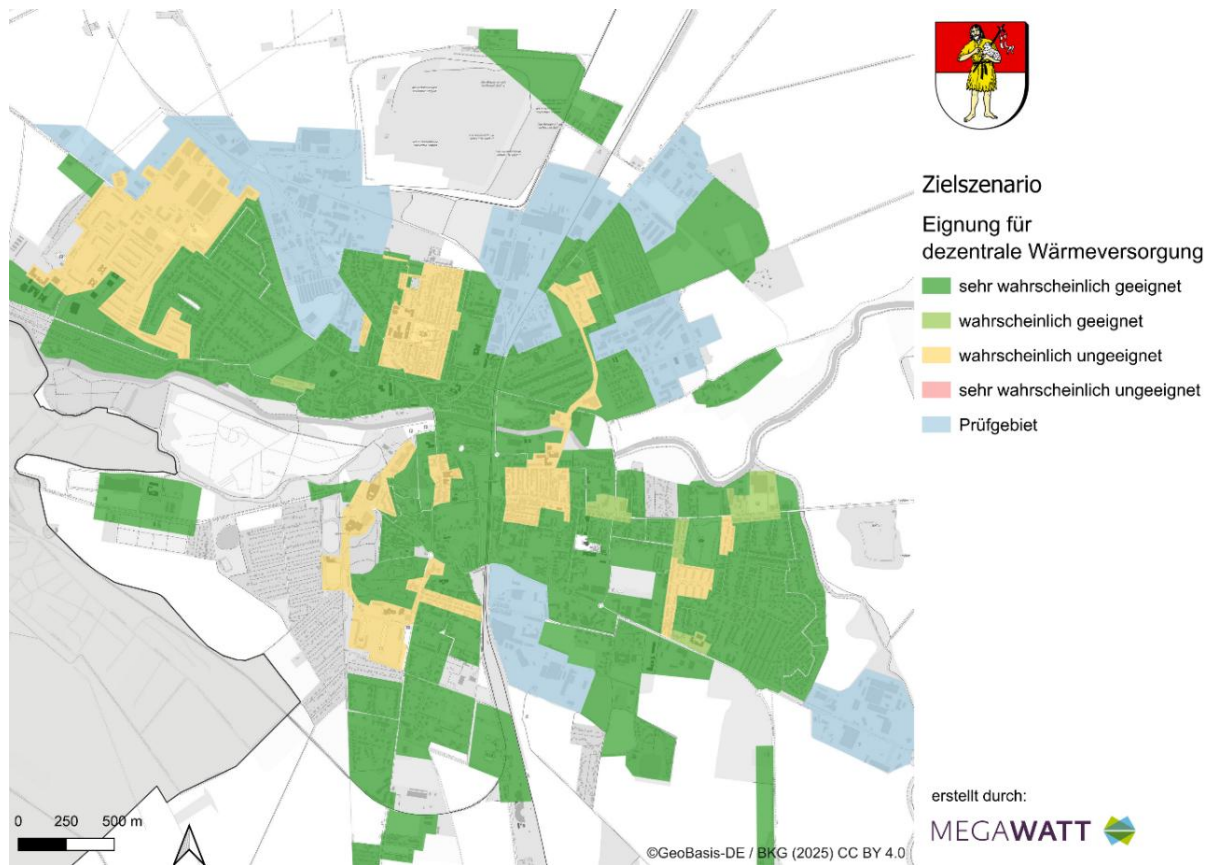 Zielszenario
Eignung für
dezentrale Wärmeversorgung
sehr wahrscheinlich geeignet
wahrscheinlich geeignet
wahrscheinlich ungeeignet
sehr wahrscheinlich ungeeignet
Prüfgebiet
0 250 500 m
©GeoBasis-DE / BKG (2025) CC BY 4.0
erstellt durch:
MEGAWATT